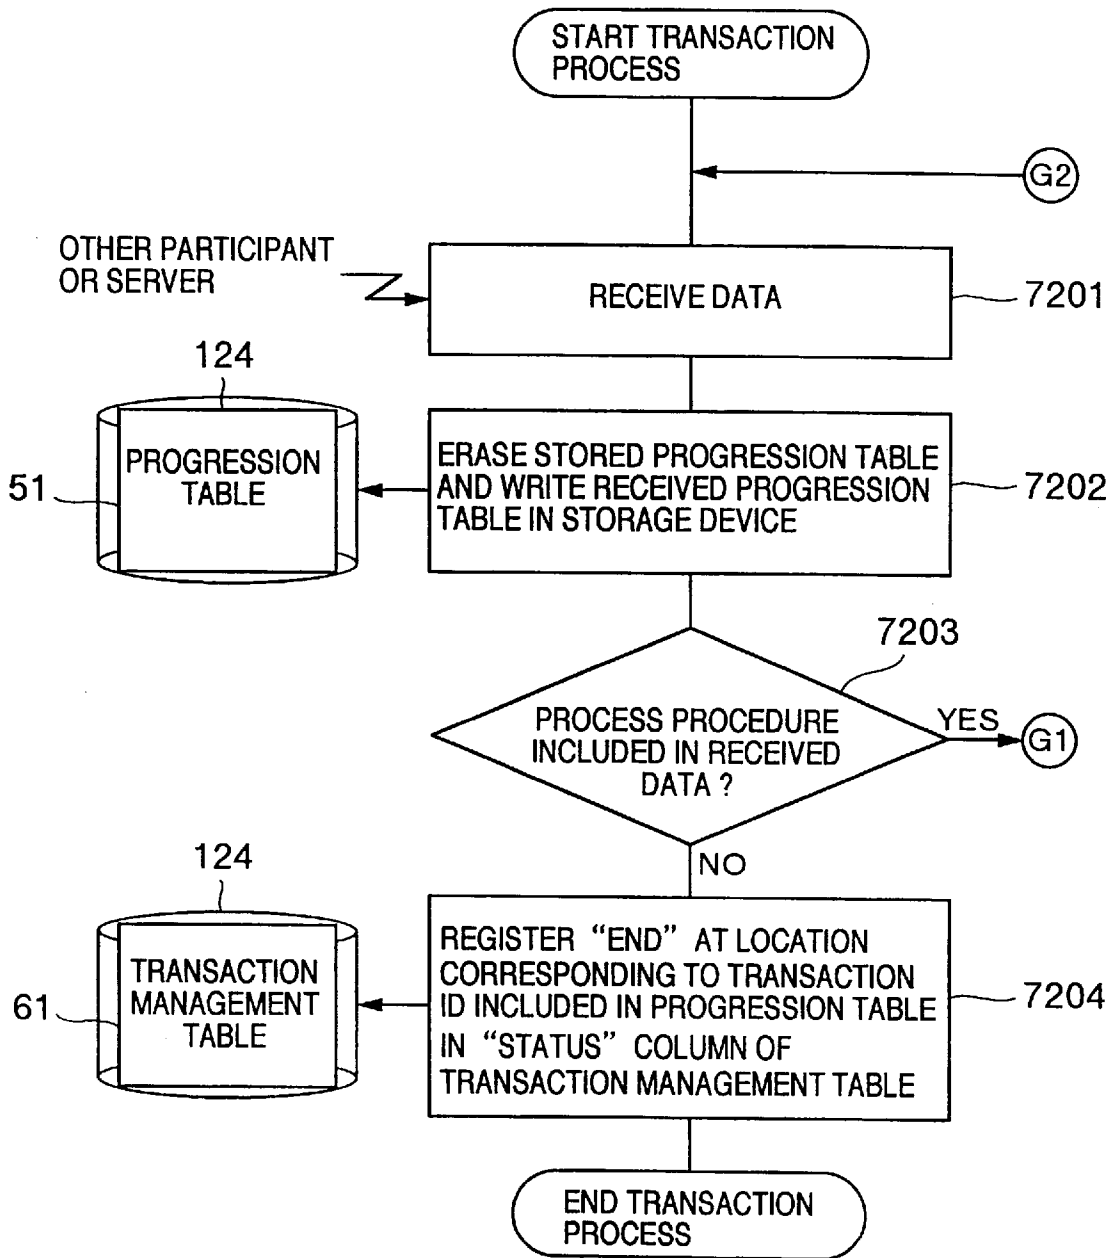 START TRANSACTION
PROCESS
G2
OTHER PARTICIPANT
OR SERVER
RECEIVE DATA
7201
124
PROGRESSION
TABLE
51
ERASE STORED PROGRESSION TABLE
AND WRITE RECEIVED PROGRESSION
TABLE IN STORAGE DEVICE
7202
7203
PROCESS PROCEDURE
INCLUDED IN RECEIVED
DATA ?
YES
G1
NO
124
TRANSACTION
MANAGEMENT
TABLE
61
REGISTER “END” AT LOCATION
CORRESPONDING TO TRANSACTION
ID INCLUDED IN PROGRESSION TABLE
IN “STATUS” COLUMN OF
TRANSACTION MANAGEMENT TABLE
7204
END TRANSACTION
PROCESS